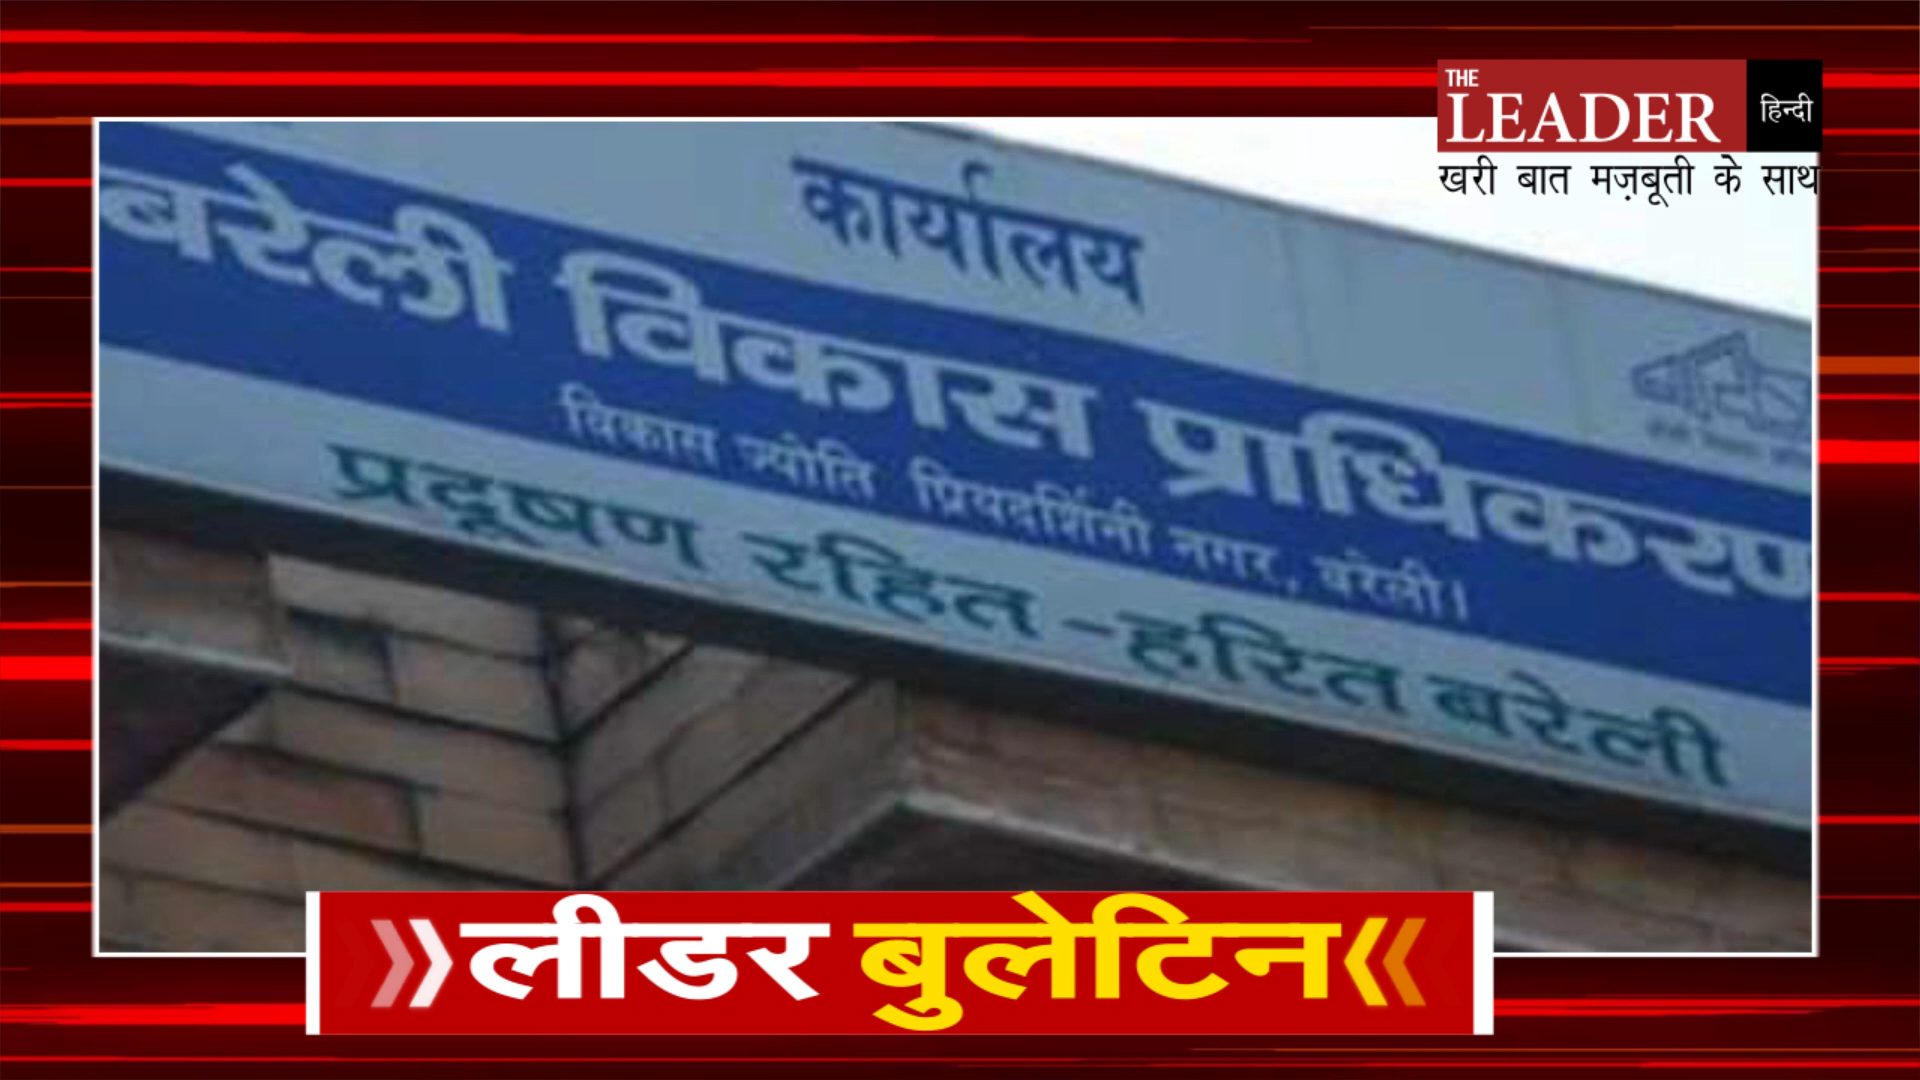 THE
LEADER हिन्दी
खरी बात मज़बूती के साथ
कार्यालय
बरेली विकास प्राधिकरण
विकास ज्योति प्रियदर्शिनी नगर, बरेली।
प्रदूषण रहित - हरित बरेली
लीडर बुलेटिन